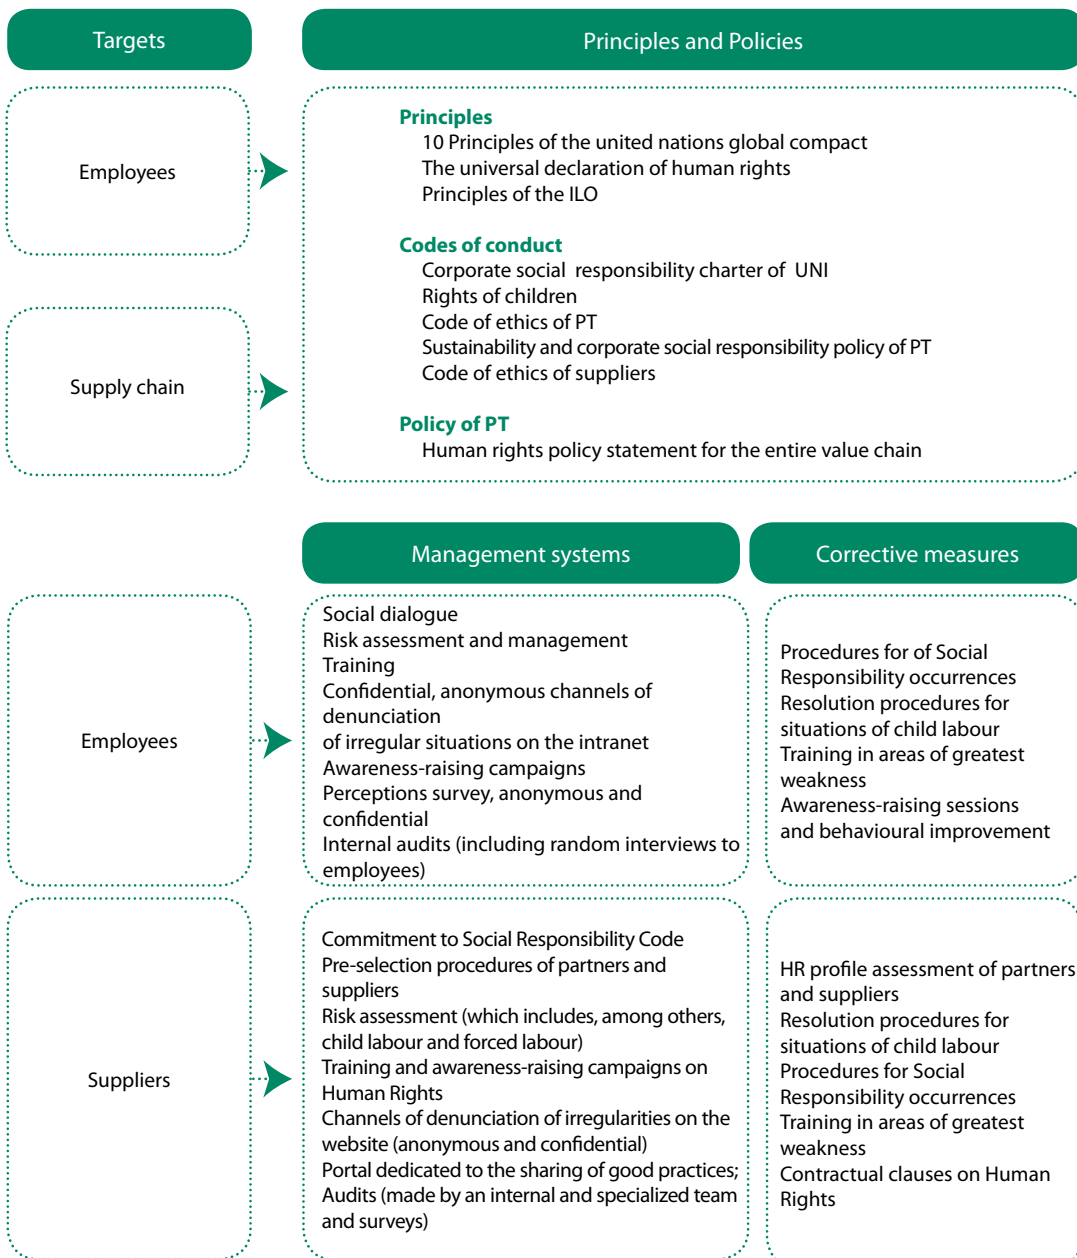 Targets
Principles and Policies
Employees
Principles
10 Principles of the united nations global compact
The universal declaration of human rights
Principles of the ILO
Codes of conduct
Corporate social responsibility charter of UNI
Rights of children
Code of ethics of PT
Sustainability and corporate social responsibility policy of PT
Code of ethics of suppliers
Supply chain
Policy of PT
Human rights policy statement for the entire value chain
Management systems
Corrective measures
Employees
Social dialogue
Risk assessment and management
Training
Confidential, anonymous channels of
denunciation
of irregular situations on the intranet
Awareness-raising campaigns
Perceptions survey, anonymous and
confidential
Internal audits (including random interviews to
employees)
Procedures for of Social
Responsibility occurrences
Resolution procedures for
situations of child labour
Training in areas of greatest
weakness
Awareness-raising sessions
and behavioural improvement
Suppliers
Commitment to Social Responsibility Code
Pre-selection procedures of partners and
suppliers
Risk assessment (which includes, among others,
child labour and forced labour)
Training and awareness-raising campaigns on
Human Rights
Channels of denunciation of irregularities on the
website (anonymous and confidential)
Portal dedicated to the sharing of good practices;
Audits (made by an internal and specialized team
and surveys)
HR profile assessment of partners
and suppliers
Resolution procedures for
situations of child labour
Procedures for Social
Responsibility occurrences
Training in areas of greatest
weakness
Contractual clauses on Human
Rights